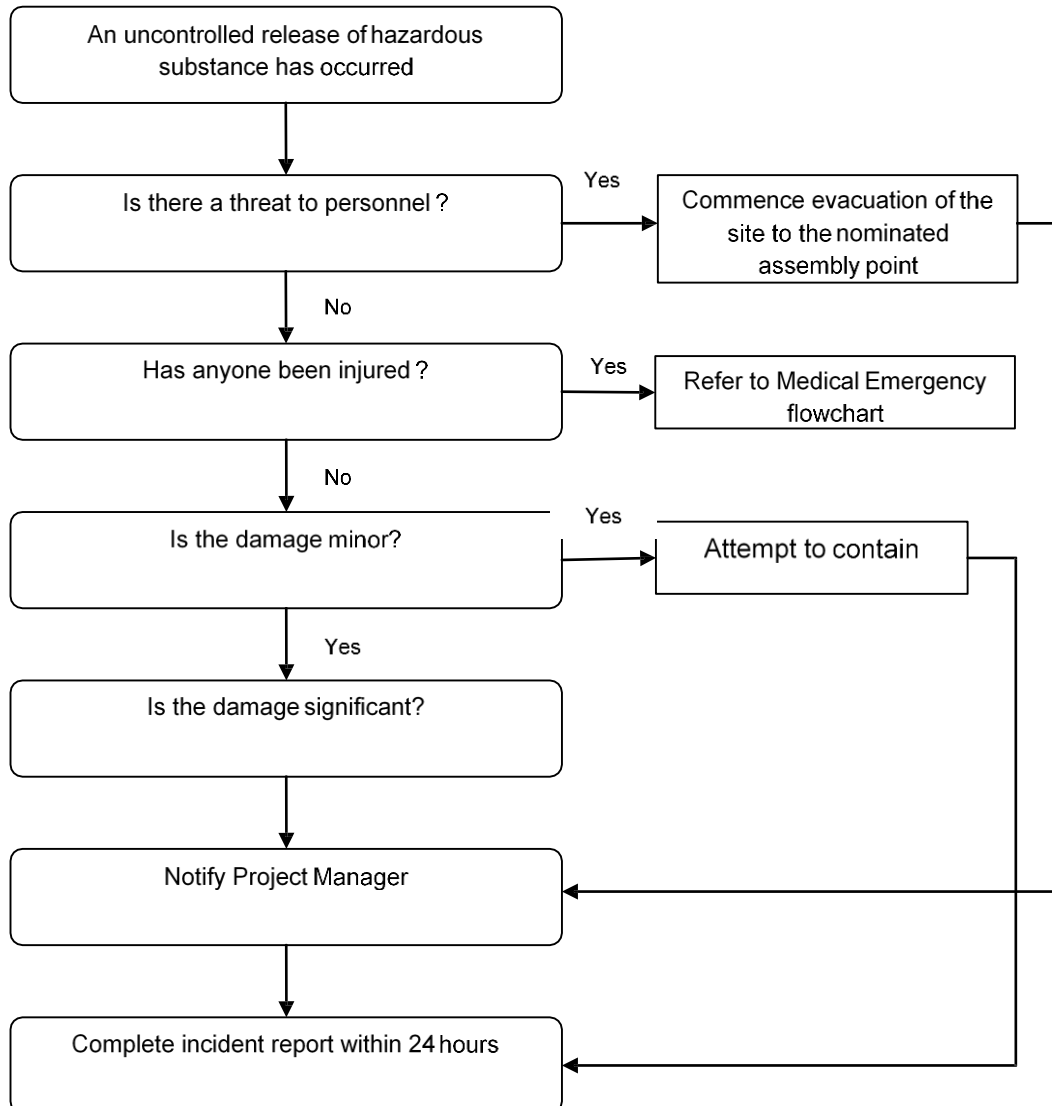 An uncontrolled release of hazardous
substance has occurred
Is there a threat to personnel ?
Yes
Commence evacuation of the
site to the nominated
assembly point
No
Has anyone been injured ?
Yes
Refer to Medical Emergency
flowchart
No
Is the damage minor?
Yes
Attempt to contain
Yes
Is the damage significant?
Notify Project Manager
Complete incident report within 24 hours